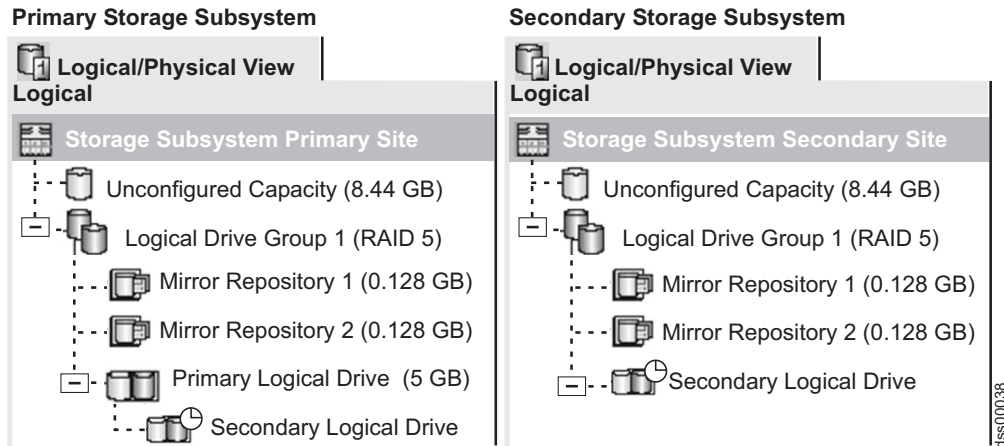 Primary Storage Subsystem
Logical/Physical View
Logical
Storage Subsystem Primary Site
Unconfigured Capacity (8.44 GB)
Logical Drive Group 1 (RAID 5)
Mirror Repository 1 (0.128 GB)
Mirror Repository 2 (0.128 GB)
Primary Logical Drive (5 GB)
Secondary Logical Drive
Secondary Storage Subsystem
Logical/Physical View
Logical
Storage Subsystem Secondary Site
Unconfigured Capacity (8.44 GB)
Logical Drive Group 1 (RAID 5)
Mirror Repository 1 (0.128 GB)
Mirror Repository 2 (0.128 GB)
Secondary Logical Drive
dss00038